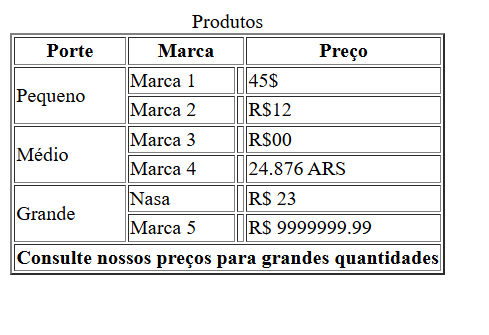 Produtos
Porte Marca Preço
Pequeno Marca 1 45$
Marca 2 R$12
Médio Marca 3 R$00
Marca 4 24.876 ARS
Grande Nasa R$ 23
Marca 5 R$ 9999999.99
Consulte nossos preços para grandes quantidades